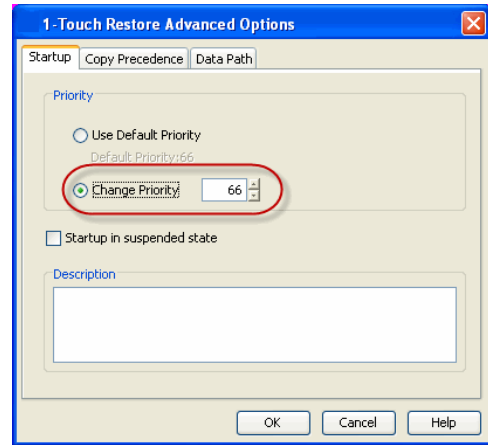 1-Touch Restore Advanced Options
Startup Copy Precedence Data Path
Priority
Use Default Priority
Default Priority:66
Change Priority 66
Startup in suspended state
Description
OK Cancel Help